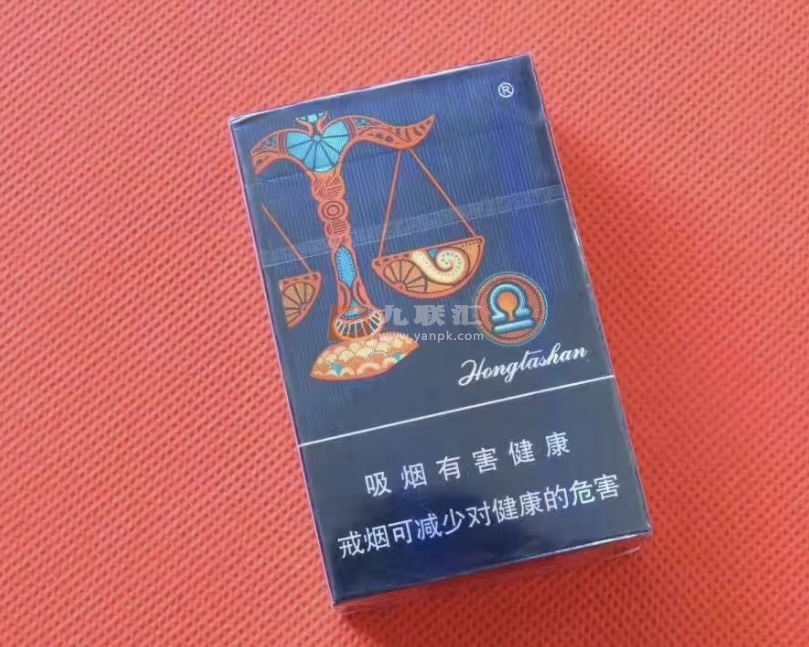 ®
九联汇
www.yanpk.com
Hongtashan
吸烟有害健康
戒烟可减少对健康的危害